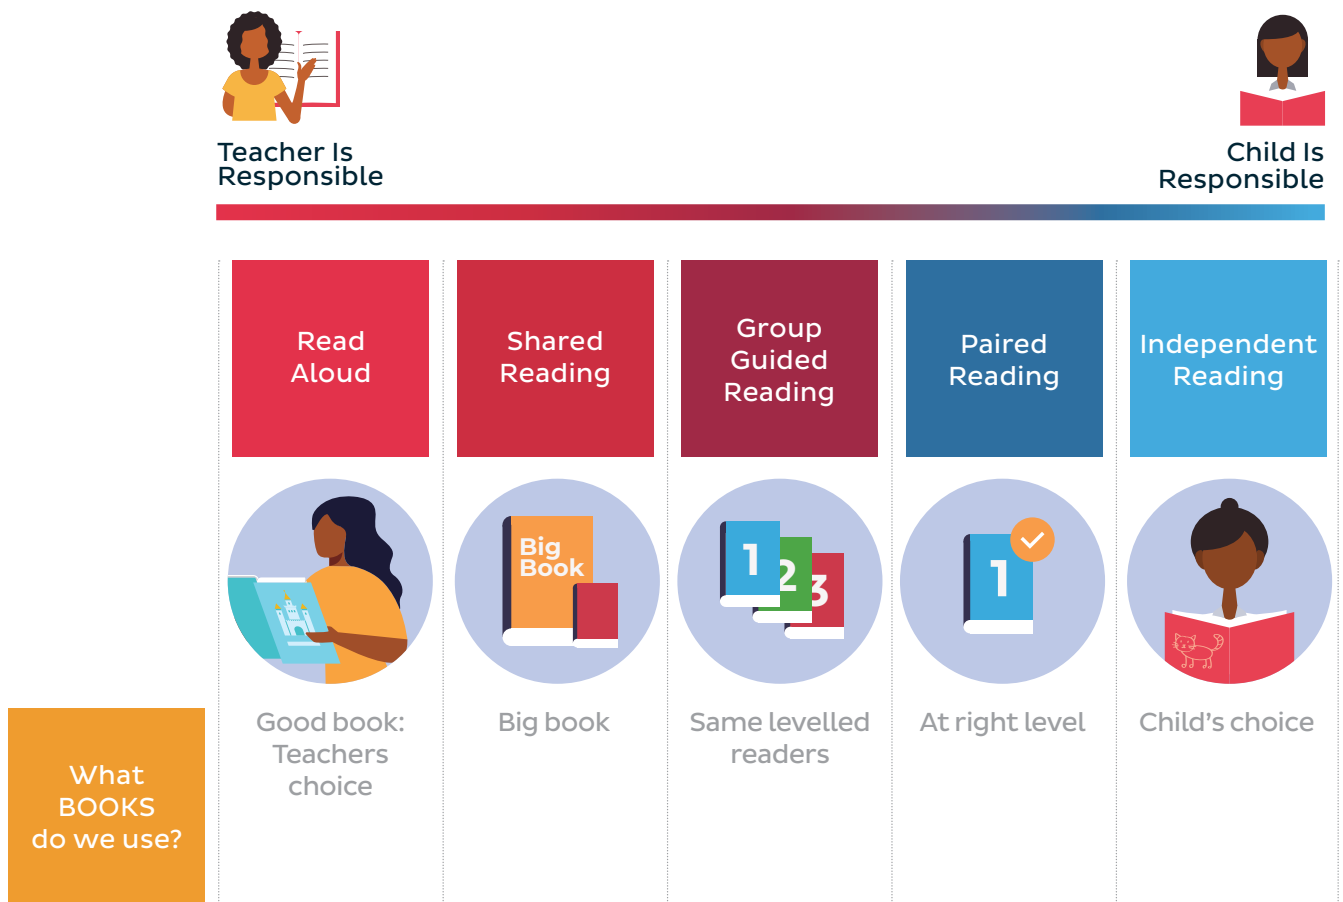 Teacher Is
Responsible
Child Is
Responsible
Read
Aloud
Shared
Reading
Group
Guided
Reading
Paired
Reading
Independent
Reading
Big
Book
1
2
3
1
What
BOOKS
do we use?
Good book:
Teachers
choice
Big book
Same levelled
readers
At right level
Child's choice